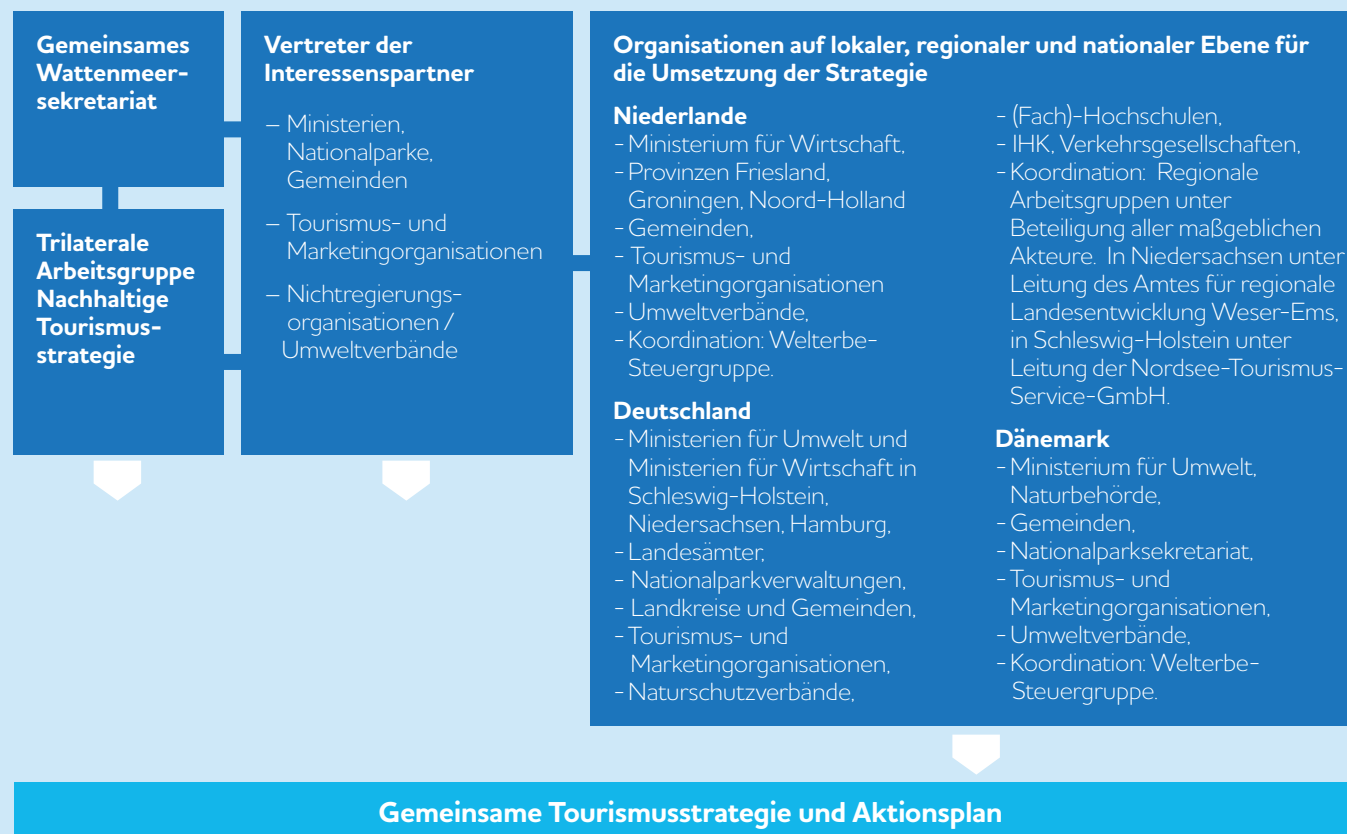 Gemeinsames
Wattenmeer-
sekretariat
Trilaterale
Arbeitsgruppe
Nachhaltige
Tourismus-
strategie
Vertreter der
Interessenspartner
– Ministerien,
Nationalparke,
Gemeinden
– Tourismus- und
Marketingorganisationen
– Nichtregierungs-
organisationen /
Umweltverbände
Organisationen auf lokaler, regionaler und nationaler Ebene für
die Umsetzung der Strategie
Niederlande
- Ministerium für Wirtschaft,
- Provinzen Friesland,
Groningen, Noord-Holland
- Gemeinden,
- Tourismus- und
Marketingorganisationen
- Umweltverbände,
- Koordination: Welterbe-
Steuergruppe.
Deutschland
- Ministerien für Umwelt und
Ministerien für Wirtschaft in
Schleswig-Holstein,
Niedersachsen, Hamburg,
- Landesämter,
- Nationalparkverwaltungen,
- Landkreise und Gemeinden,
- Tourismus- und
Marketingorganisationen,
- Naturschutzverbände,
- (Fach)-Hochschulen,
- IHK, Verkehrsgesellschaften,
- Koordination: Regionale
Arbeitsgruppen unter
Beteiligung aller maßgeblichen
Akteure. In Niedersachsen unter
Leitung des Amtes für regionale
Landesentwicklung Weser-Ems,
in Schleswig-Holstein unter
Leitung der Nordsee-Tourismus-
Service-GmbH.
Dänemark
- Ministerium für Umwelt,
Naturbehörde,
- Gemeinden,
- Nationalparksekretariat,
- Tourismus- und
Marketingorganisationen,
- Umweltverbände,
- Koordination: Welterbe-
Steuergruppe.
Gemeinsame Tourismusstrategie und Aktionsplan